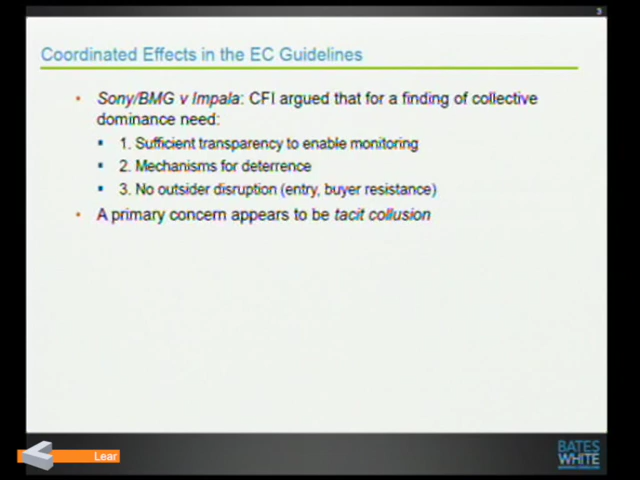 3
Coordinated Effects in the EC Guidelines
• Sony/BMG v Impala: CFI argued that for a finding of collective
dominance need:
▪ 1. Sufficient transparency to enable monitoring
▪ 2. Mechanisms for deterrence
▪ 3. No outsider disruption (entry, buyer resistance)
• A primary concern appears to be tacit collusion
BATES
WHITE
Lear